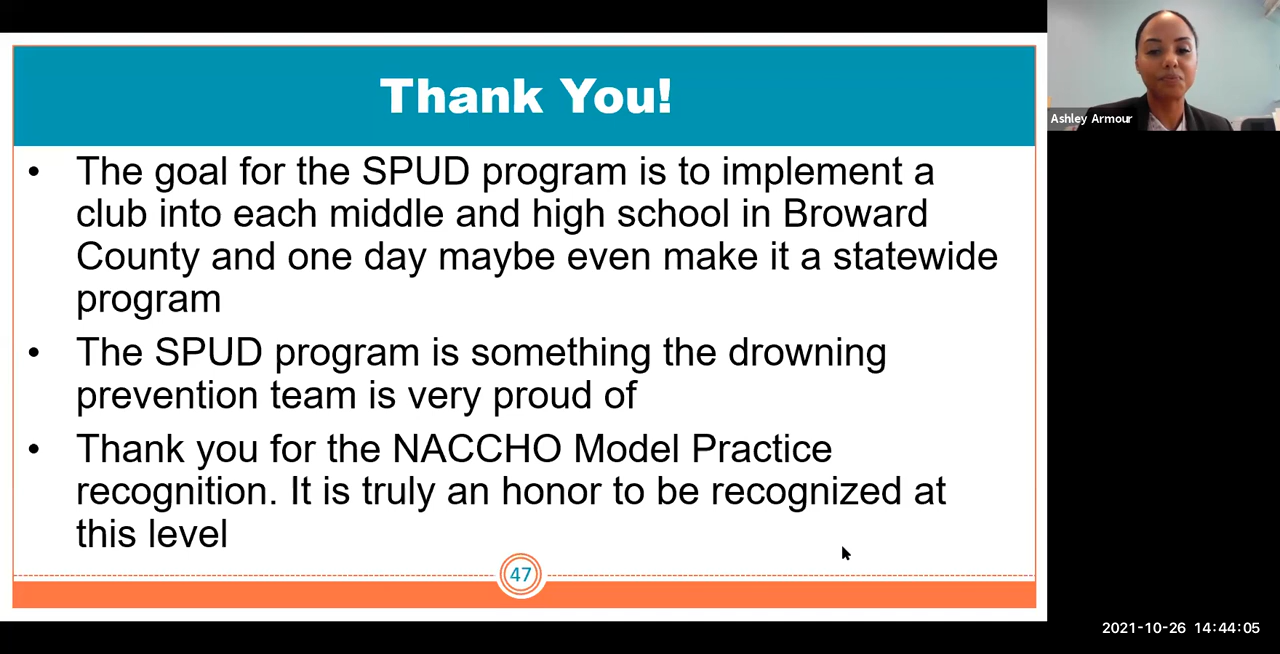 Thank You!
• The goal for the SPUD program is to implement a
club into each middle and high school in Broward
County and one day maybe even make it a statewide
program
• The SPUD program is something the drowning
prevention team is very proud of
• Thank you for the NACCHO Model Practice
recognition. It is truly an honor to be recognized at
this level
47
Ashley Armour
2021-10-26 14:44:05